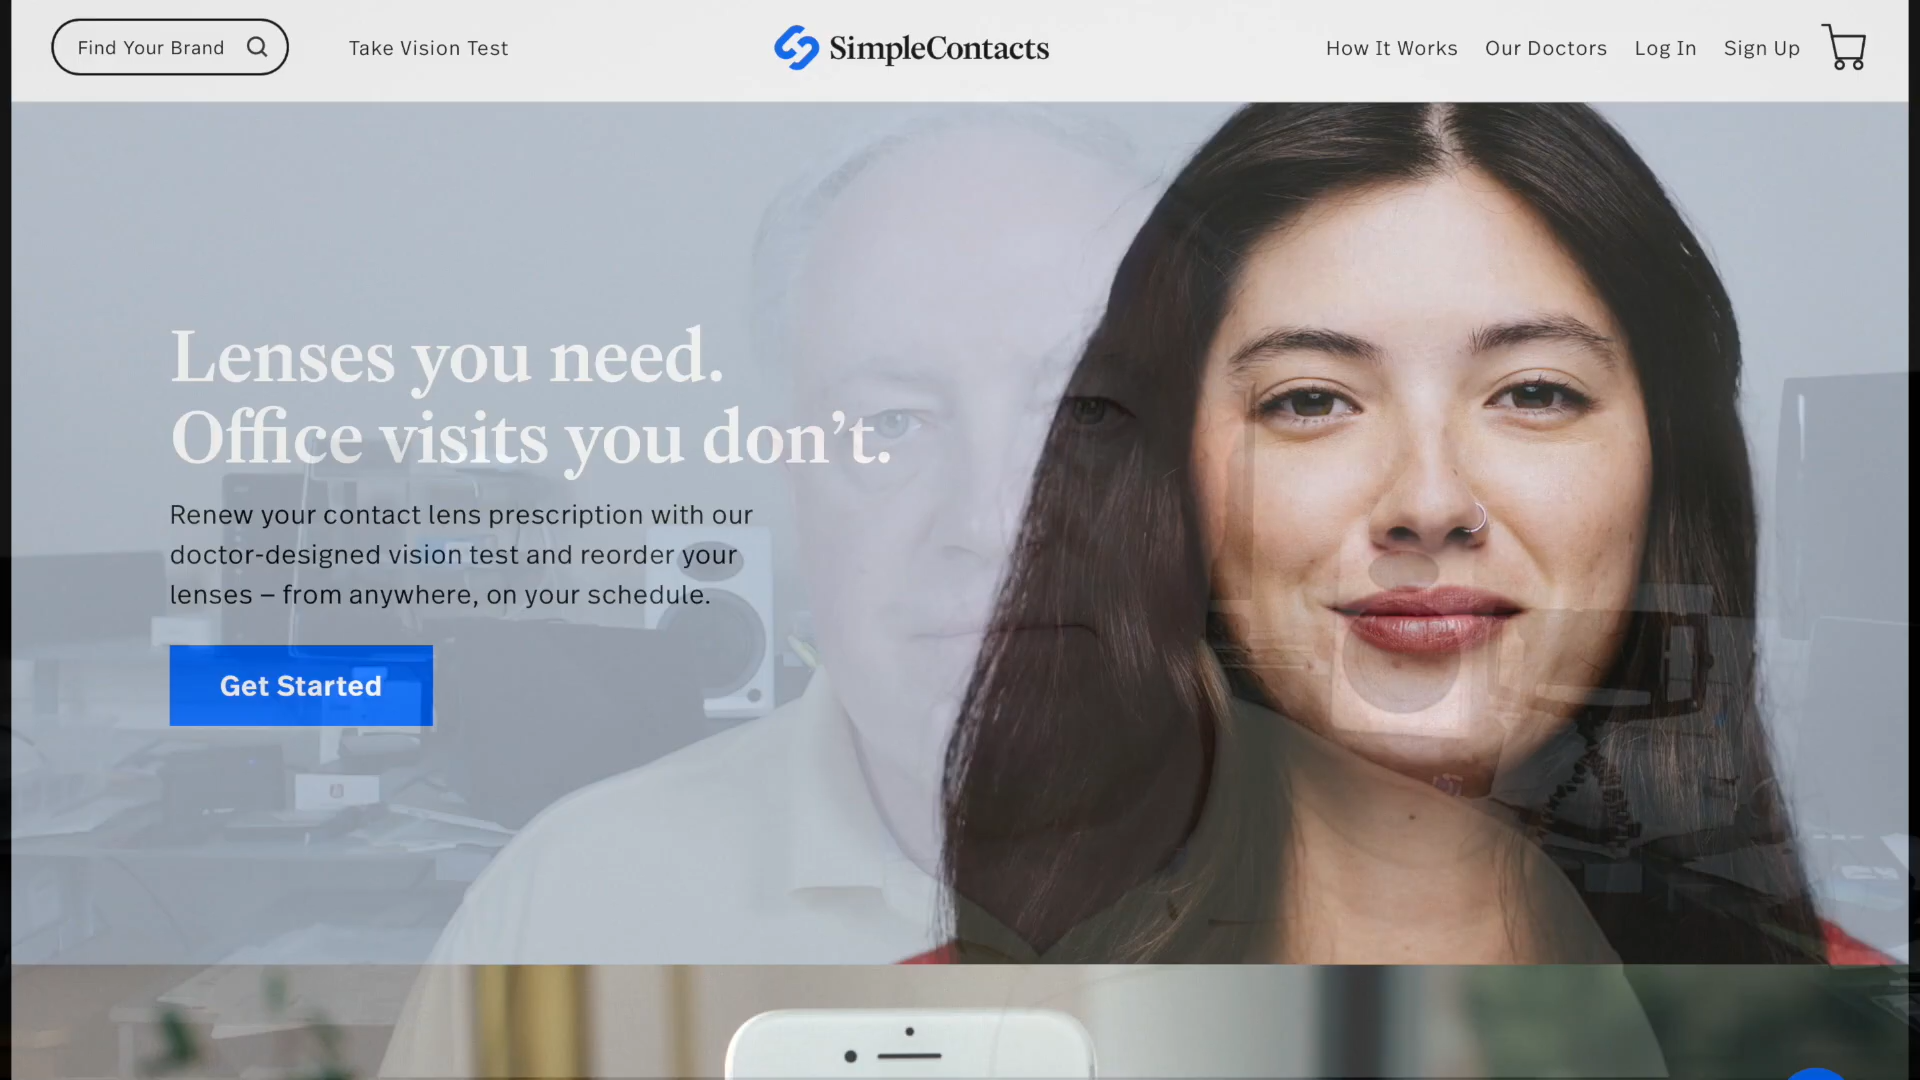 Find Your Brand
Take Vision Test
SimpleContacts
How It Works
Our Doctors
Log In
Sign Up
Lenses you need.
Office visits you don’t.
Renew your contact lens prescription with our
doctor-designed vision test and reorder your
lenses – from anywhere, on your schedule.
Get Started